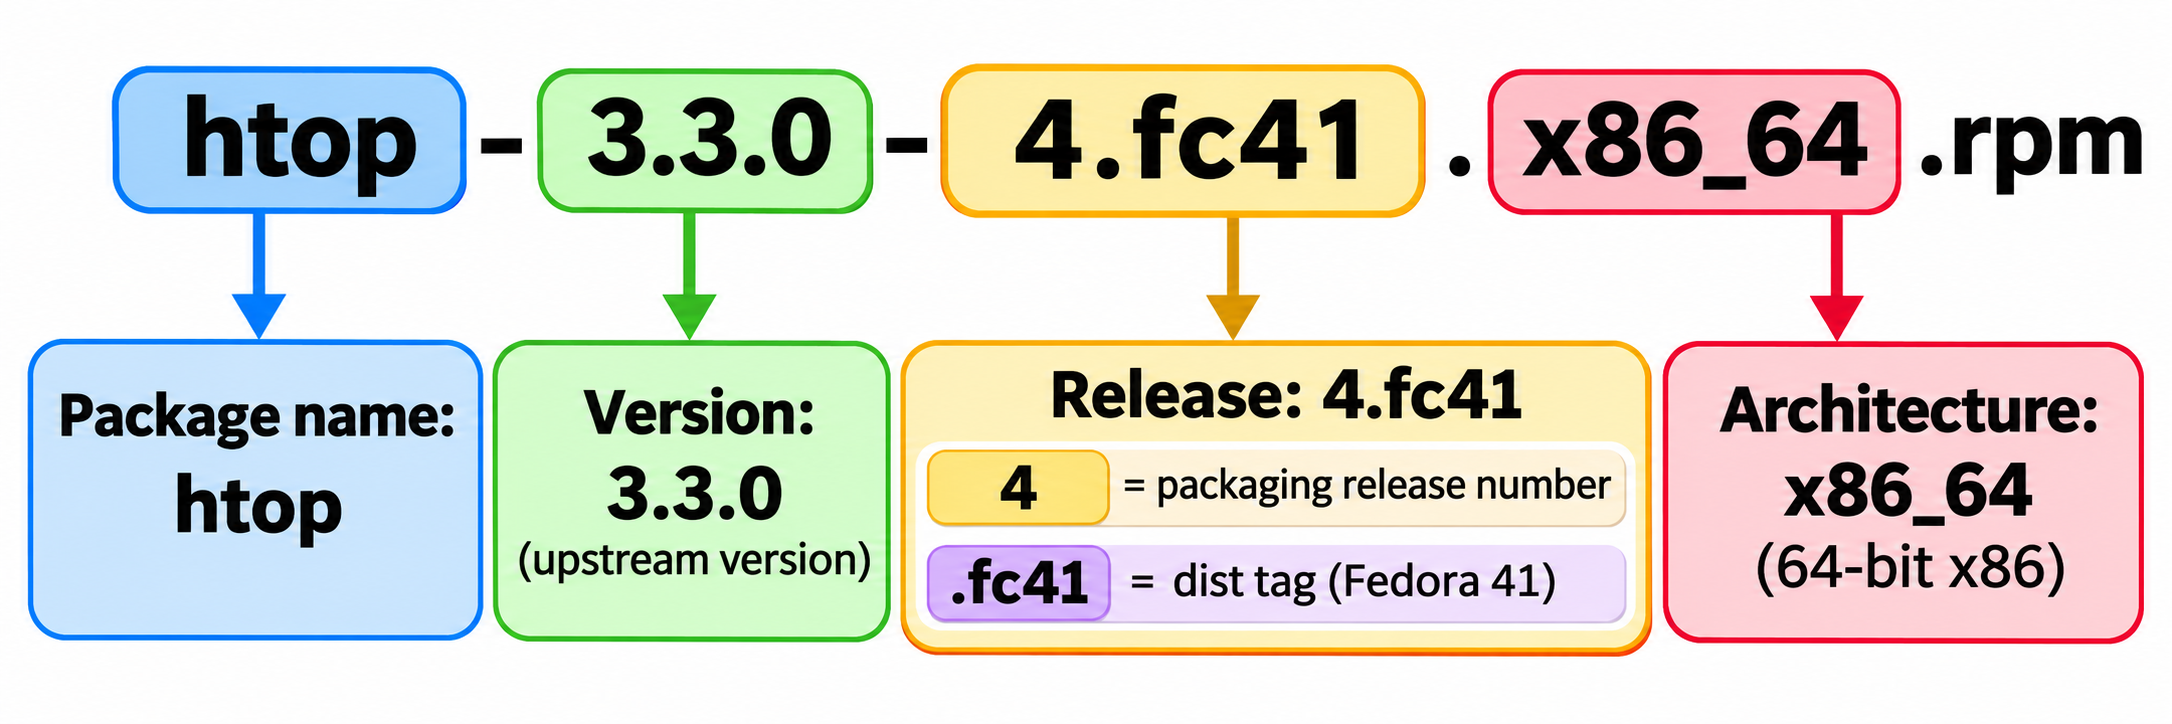 htop - 3.3.0 - 4.fc41 . x86_64 .rpm
Package name:
htop
Version:
3.3.0
(upstream version)
Release: 4.fc41
4 = packaging release number
.fc41 = dist tag (Fedora 41)
Architecture:
x86_64
(64-bit x86)